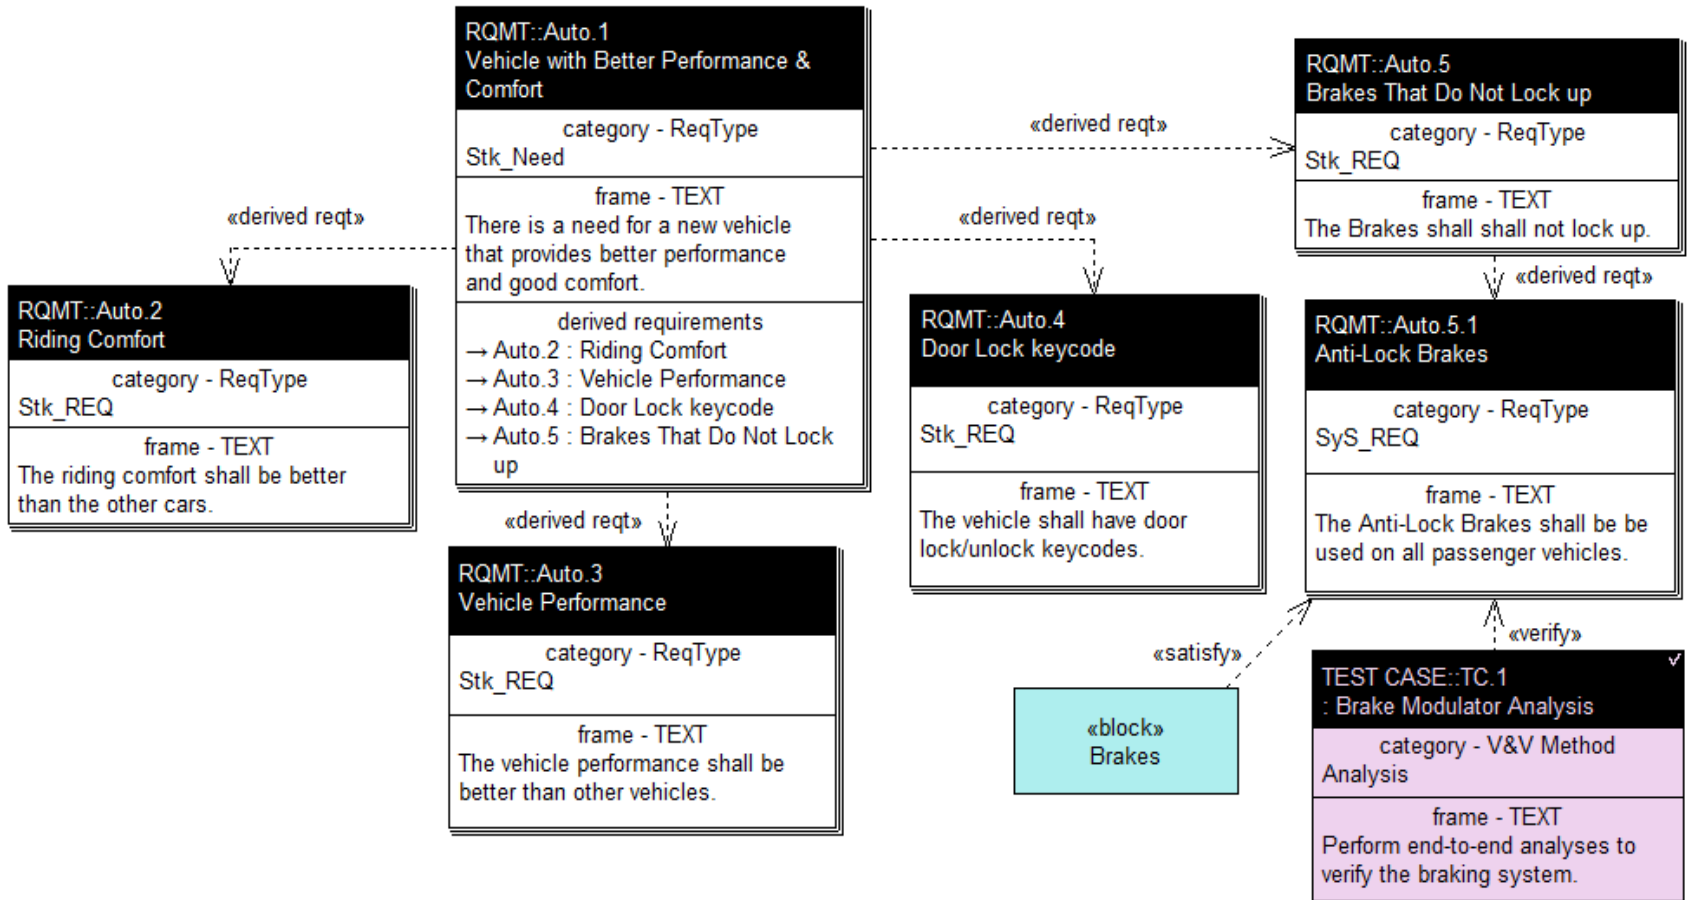 RQMT::Auto.1
Vehicle with Better Performance &
Comfort
category - ReqType
Stk_Need
frame - TEXT
There is a need for a new vehicle
that provides better performance
and good comfort.
derived requirements
→ Auto.2 : Riding Comfort
→ Auto.3 : Vehicle Performance
→ Auto.4 : Door Lock keycode
→ Auto.5 : Brakes That Do Not Lock
up
«derived reqt»
RQMT::Auto.5
Brakes That Do Not Lock up
category - ReqType
Stk_REQ
frame - TEXT
The Brakes shall shall not lock up.
«derived reqt»
«derived reqt»
«derived reqt»
RQMT::Auto.2
Riding Comfort
category - ReqType
Stk_REQ
frame - TEXT
The riding comfort shall be better
than the other cars.
«derived reqt»
RQMT::Auto.3
Vehicle Performance
category - ReqType
Stk_REQ
frame - TEXT
The vehicle performance shall be
better than other vehicles.
RQMT::Auto.4
Door Lock keycode
category - ReqType
Stk_REQ
frame - TEXT
The vehicle shall have door
lock/unlock keycodes.
RQMT::Auto.5.1
Anti-Lock Brakes
category - ReqType
SyS_REQ
frame - TEXT
The Anti-Lock Brakes shall be be
used on all passenger vehicles.
«satisfy»
«verify»
«block»
Brakes
TEST CASE::TC.1
: Brake Modulator Analysis
category - V&V Method
Analysis
frame - TEXT
Perform end-to-end analyses to
verify the braking system.